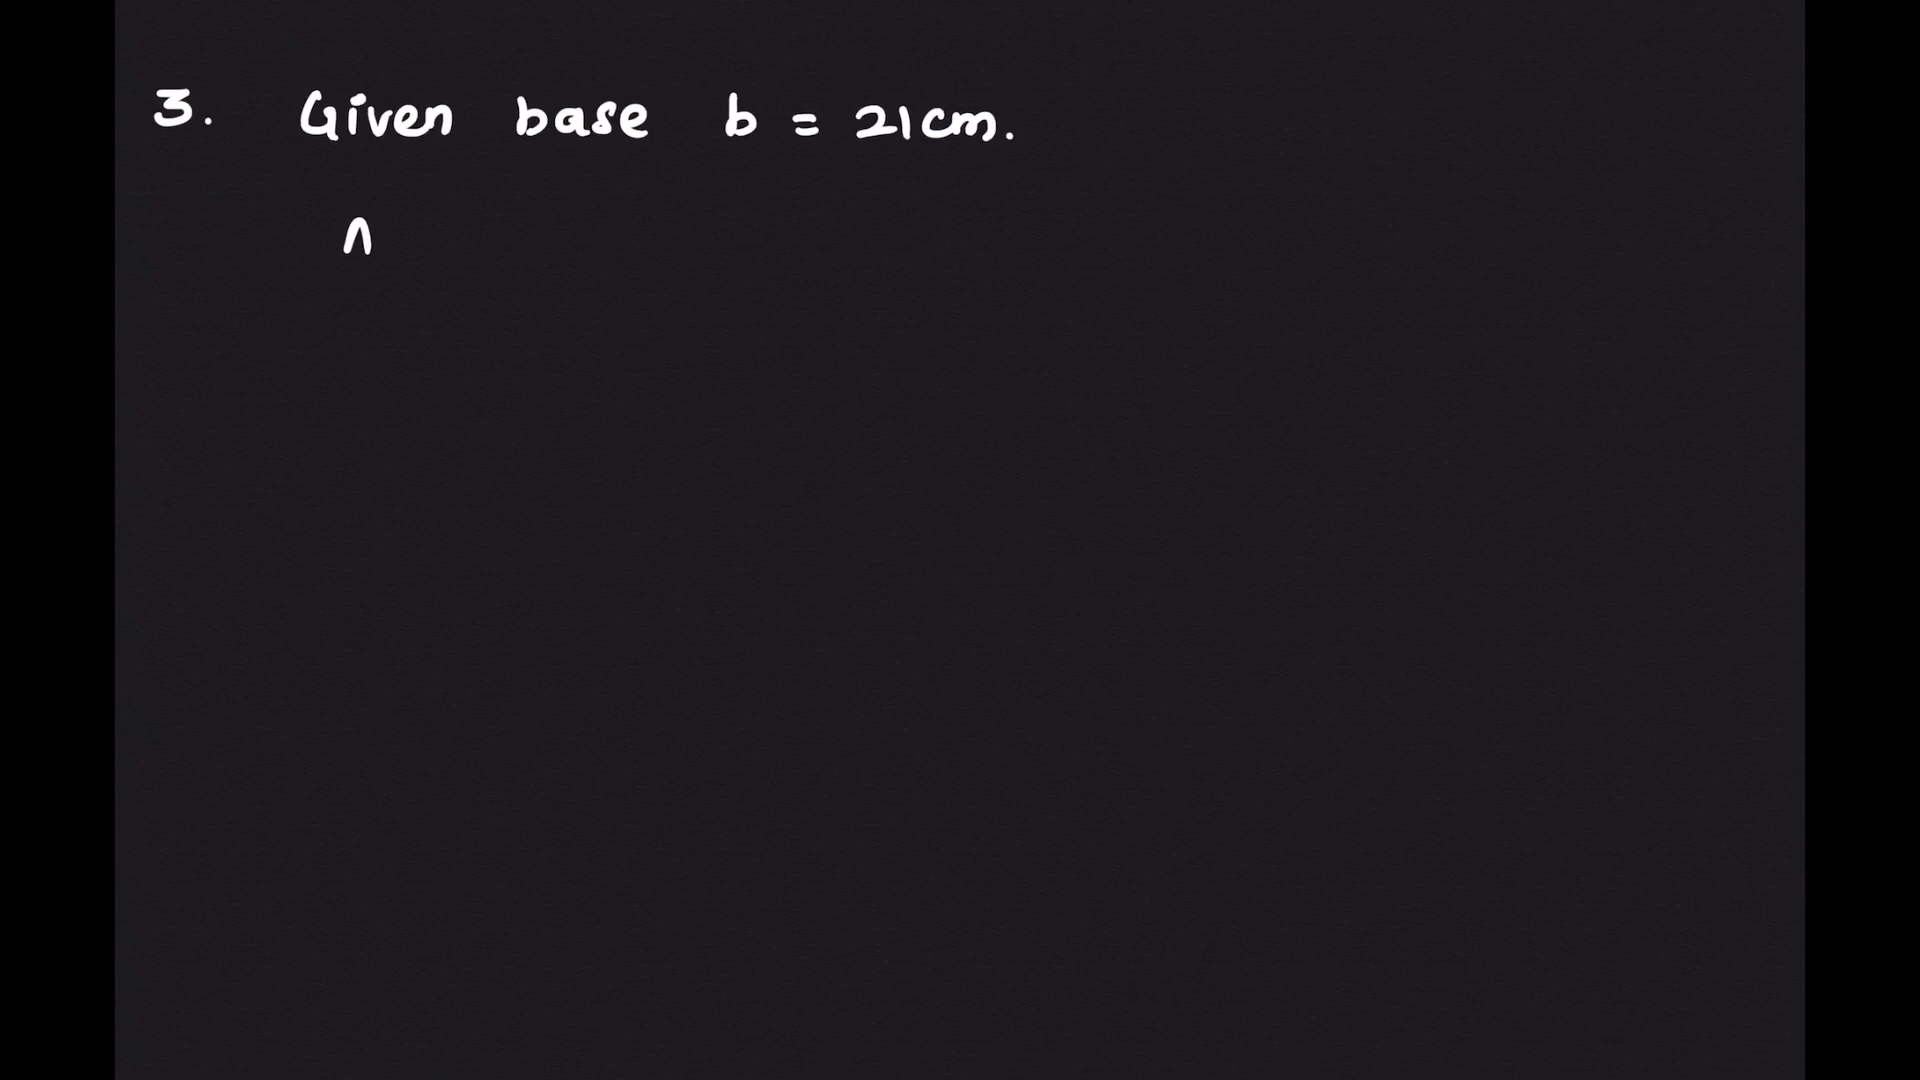 3. Given base b = 21cm.